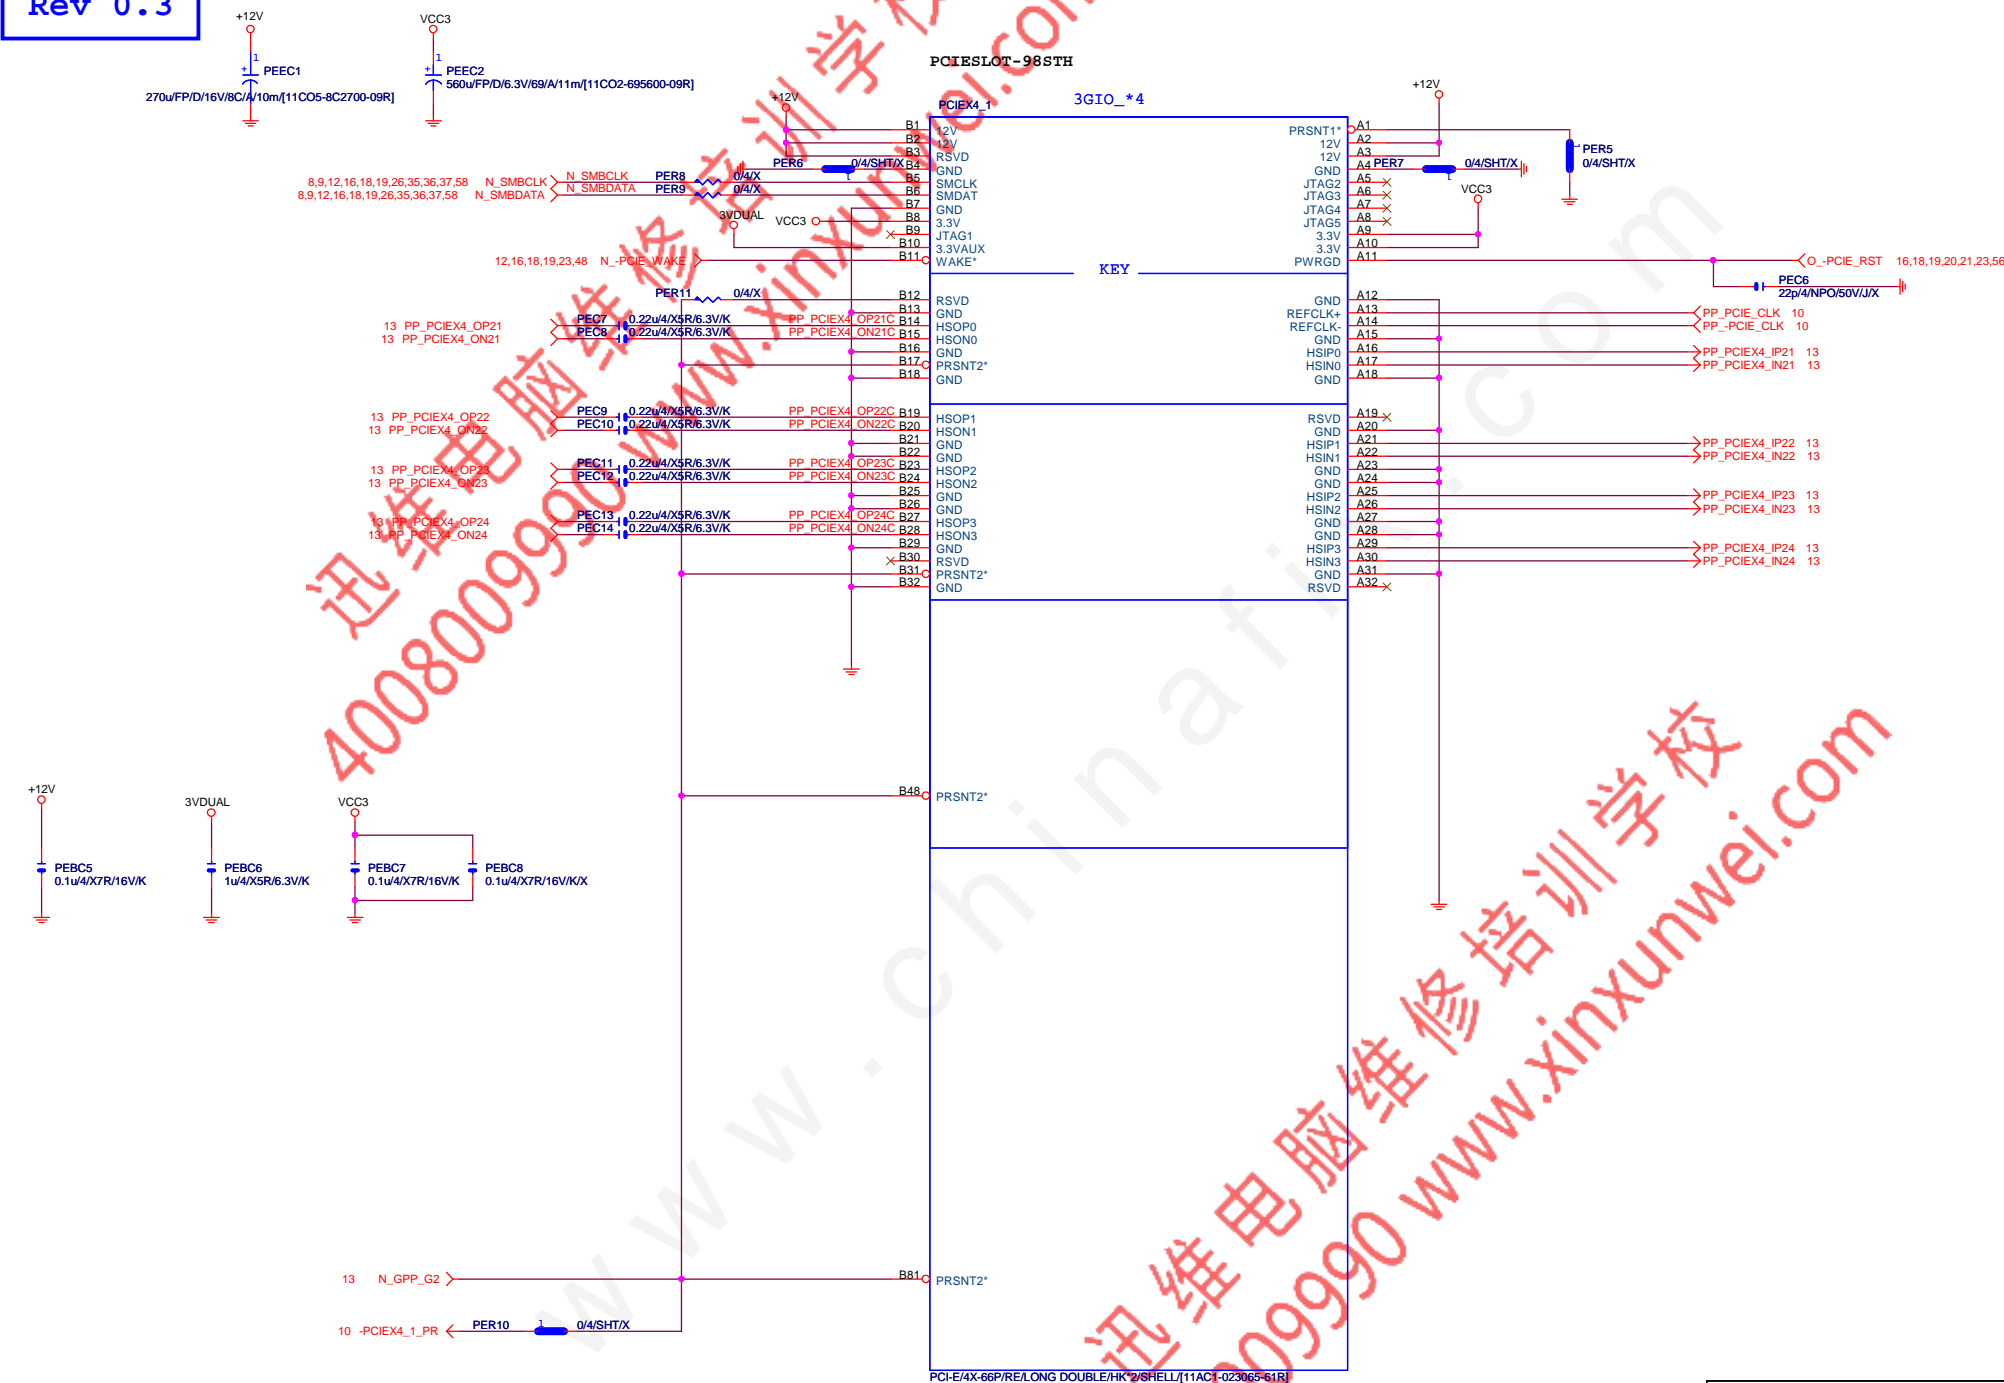 Rev 0.3
+12V
1
PEEC1
270u/FP/D/16V/8C/A/10m/[11CO5-8C2700-09R]
VCC3
1
PEEC2
560u/FP/D/6.3V/69/A/11m/[11CO2-695600-09R]
PCIESLOT-98STH
PCIEX4_1
3GIO_*4
+12V
+12V
B1 12V
B2 12V
B3 RSVD
PER6 0/4/SHT/X 1
B4 GND
8,9,12,16,18,19,26,35,36,37,58 N_SMBCLK N_SMBCLK PER8 0/4/X B5 SMCLK
8,9,12,16,18,19,26,35,36,37,58 N_SMBDATA N_SMBDATA PER9 0/4/X B6 SMDAT
B7 GND
3VDUAL
VCC3 B8 3.3V
B9 JTAG1
B10 3.3VAUX
12,16,18,19,23,48 N_-PCIE_WAKE B11 WAKE*
KEY
PER11 0/4/X B12 RSVD
B13 GND
13 PP_PCIEX4_OP21 PEC7 0.22u/4/X5R/6.3V/K PP_PCIEX4_OP21C B14 HSOP0
13 PP_PCIEX4_ON21 PEC8 0.22u/4/X5R/6.3V/K PP_PCIEX4_ON21C B15 HSON0
B16 GND
B17 PRSNT2*
B18 GND
13 PP_PCIEX4_OP22 PEC9 0.22u/4/X5R/6.3V/K PP_PCIEX4_OP22C B19 HSOP1
13 PP_PCIEX4_ON22 PEC10 0.22u/4/X5R/6.3V/K PP_PCIEX4_ON22C B20 HSON1
B21 GND
B22 GND
13 PP_PCIEX4_OP23 PEC11 0.22u/4/X5R/6.3V/K PP_PCIEX4_OP23C B23 HSOP2
13 PP_PCIEX4_ON23 PEC12 0.22u/4/X5R/6.3V/K PP_PCIEX4_ON23C B24 HSON2
B25 GND
B26 GND
13 PP_PCIEX4_OP24 PEC13 0.22u/4/X5R/6.3V/K PP_PCIEX4_OP24C B27 HSOP3
13 PP_PCIEX4_ON24 PEC14 0.22u/4/X5R/6.3V/K PP_PCIEX4_ON24C B28 HSON3
B29 GND
B30 RSVD
B31 PRSNT2*
B32 GND
B48 PRSNT2*
B81 PRSNT2*
PRSNT1* A1
12V A2
12V A3
GND A4 PER7 0/4/SHT/X 1
PER5 1
0/4/SHT/X
JTAG2 A5
JTAG3 A6
JTAG4 A7
JTAG5 A8
VCC3
3.3V A9
3.3V A10
PWRGD A11 O_-PCIE_RST 16,18,19,20,21,23,56
PEC6
22p/4/NPO/50V/J/X
GND A12
REFCLK+ A13 PP_PCIE_CLK 10
REFCLK- A14 PP_-PCIE_CLK 10
GND A15
HSIP0 A16 PP_PCIEX4_IP21 13
HSIN0 A17 PP_PCIEX4_IN21 13
GND A18
RSVD A19
GND A20
HSIP1 A21 PP_PCIEX4_IP22 13
HSIN1 A22 PP_PCIEX4_IN22 13
GND A23
GND A24
HSIP2 A25 PP_PCIEX4_IP23 13
HSIN2 A26 PP_PCIEX4_IN23 13
GND A27
GND A28
HSIP3 A29 PP_PCIEX4_IP24 13
HSIN3 A30 PP_PCIEX4_IN24 13
GND A31
RSVD A32
+12V
PEBC5
0.1u/4/X7R/16V/K
3VDUAL
PEBC6
1u/4/X5R/6.3V/K
VCC3
PEBC7
0.1u/4/X7R/16V/K
PEBC8
0.1u/4/X7R/16V/K/X
13 N_GPP_G2
10 -PCIEX4_1_PR PER10 1 0/4/SHT/X
PCI-E/4X-66P/RE/LONG DOUBLE/HK*2/SHELL/[11AC1-023065-61R]
迅维电脑维修培训学校
4008009990 www.xinxunwei.com
迅维电脑维修培训学校
09990 www.xinxunwei.com
www.chinafix.com